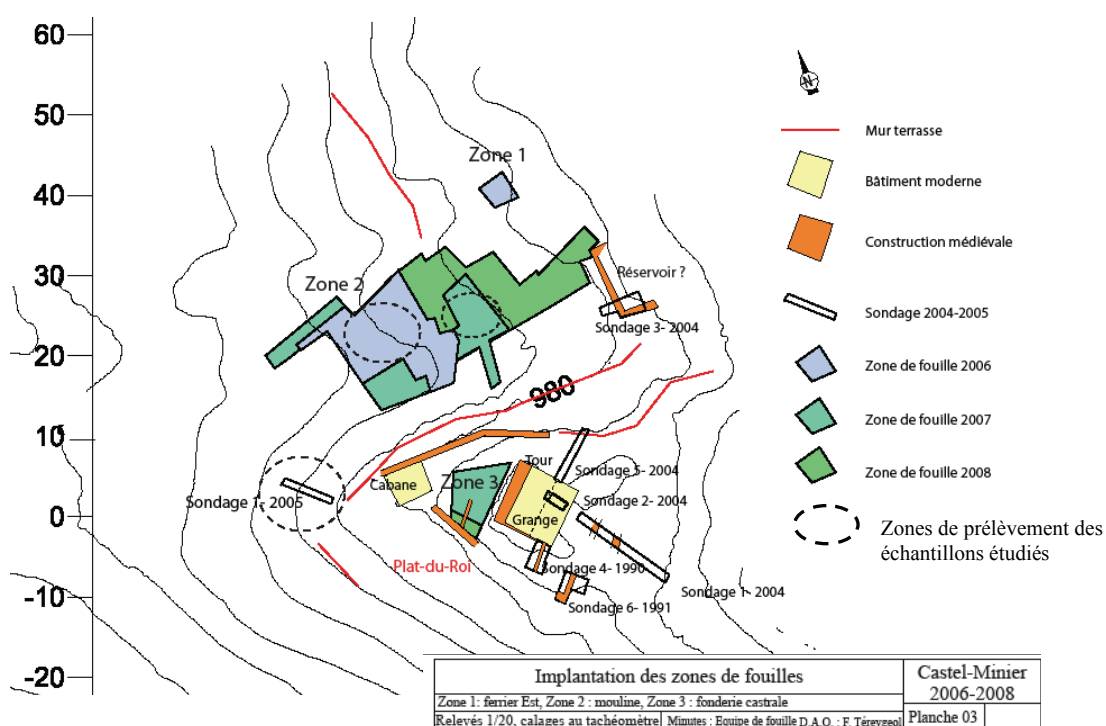 60
50
40
30
20
10
0
-10
-20
Zone 1
Zone 2
Réservoir ?
Sondage 3- 2004
980
Tour
Sondage 5- 2004
Cabane
Zone 3
Sondage 2- 2004
Sondage 1- 2005
Grange
Plat-du-Roi
Sondage 4- 1990
Sondage 1- 2004
Sondage 6- 1991
N
Mur terrasse
Bâtiment moderne
Construction médiévale
Sondage 2004-2005
Zone de fouille 2006
Zone de fouille 2007
Zone de fouille 2008
Zones de prélèvement des
échantillons étudiés
Implantation des zones de fouilles
Zone 1: ferrier Est, Zone 2 : mouline, Zone 3 : fonderie castrale
Relevés 1/20, calages au tachéomètre
Minutes : Equipe de fouille D.A.O. : F. Téreygeol
Castel-Minier
2006-2008
Planche 03